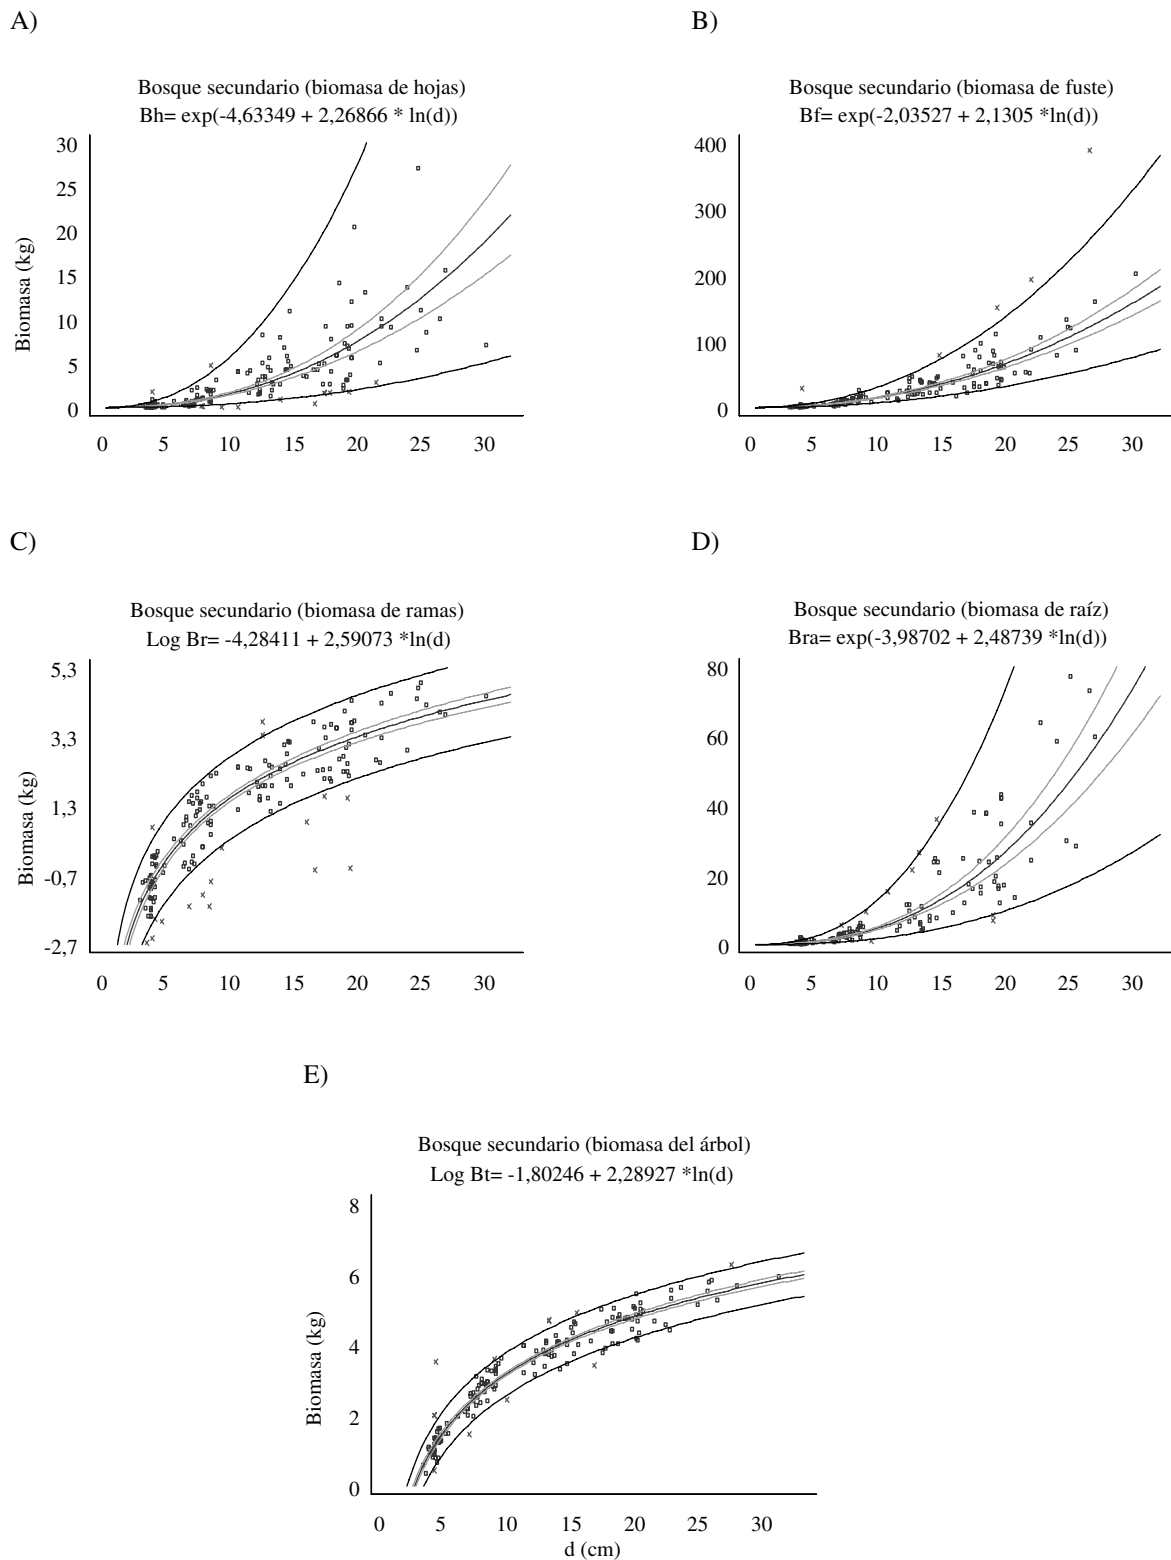 A)
Bosque secundario (biomasa de hojas)
Bh= exp(-4,63349 + 2,26866 * ln(d))
30
25
20
15
10
5
0
Biomasa (kg)
0 5 10 15 20 25 30
B)
Bosque secundario (biomasa de fuste)
Bf= exp(-2,03527 + 2,1305 *ln(d))
400
300
200
100
0
0 5 10 15 20 25 30
C)
Bosque secundario (biomasa de ramas)
Log Br= -4,28411 + 2,59073 *ln(d)
5,3
3,3
1,3
-0,7
-2,7
Biomasa (kg)
0 5 10 15 20 25 30
D)
Bosque secundario (biomasa de raíz)
Bra= exp(-3,98702 + 2,48739 *ln(d))
80
60
40
20
0
0 5 10 15 20 25 30
E)
Bosque secundario (biomasa del árbol)
Log Bt= -1,80246 + 2,28927 *ln(d)
8
6
4
2
0
Biomasa (kg)
0 5 10 15 20 25 30
d (cm)